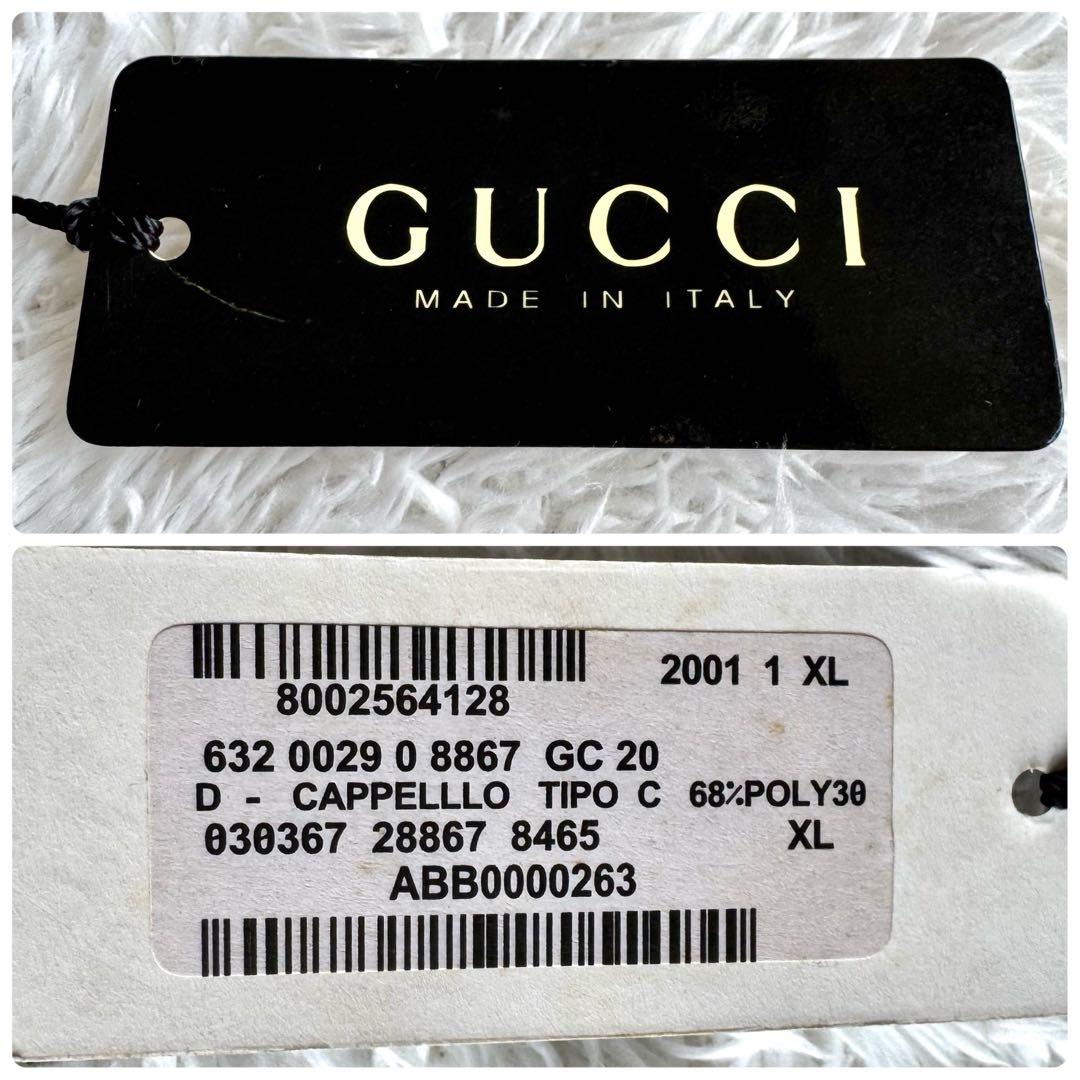 GUCCI
MADE IN ITALY
8002564128
2001 1 XL
632 0029 0 8867 GC 20
D - CAPPELLLO TIPO C 68%POLY30
030367 28867 8465 XL
ABB0000263